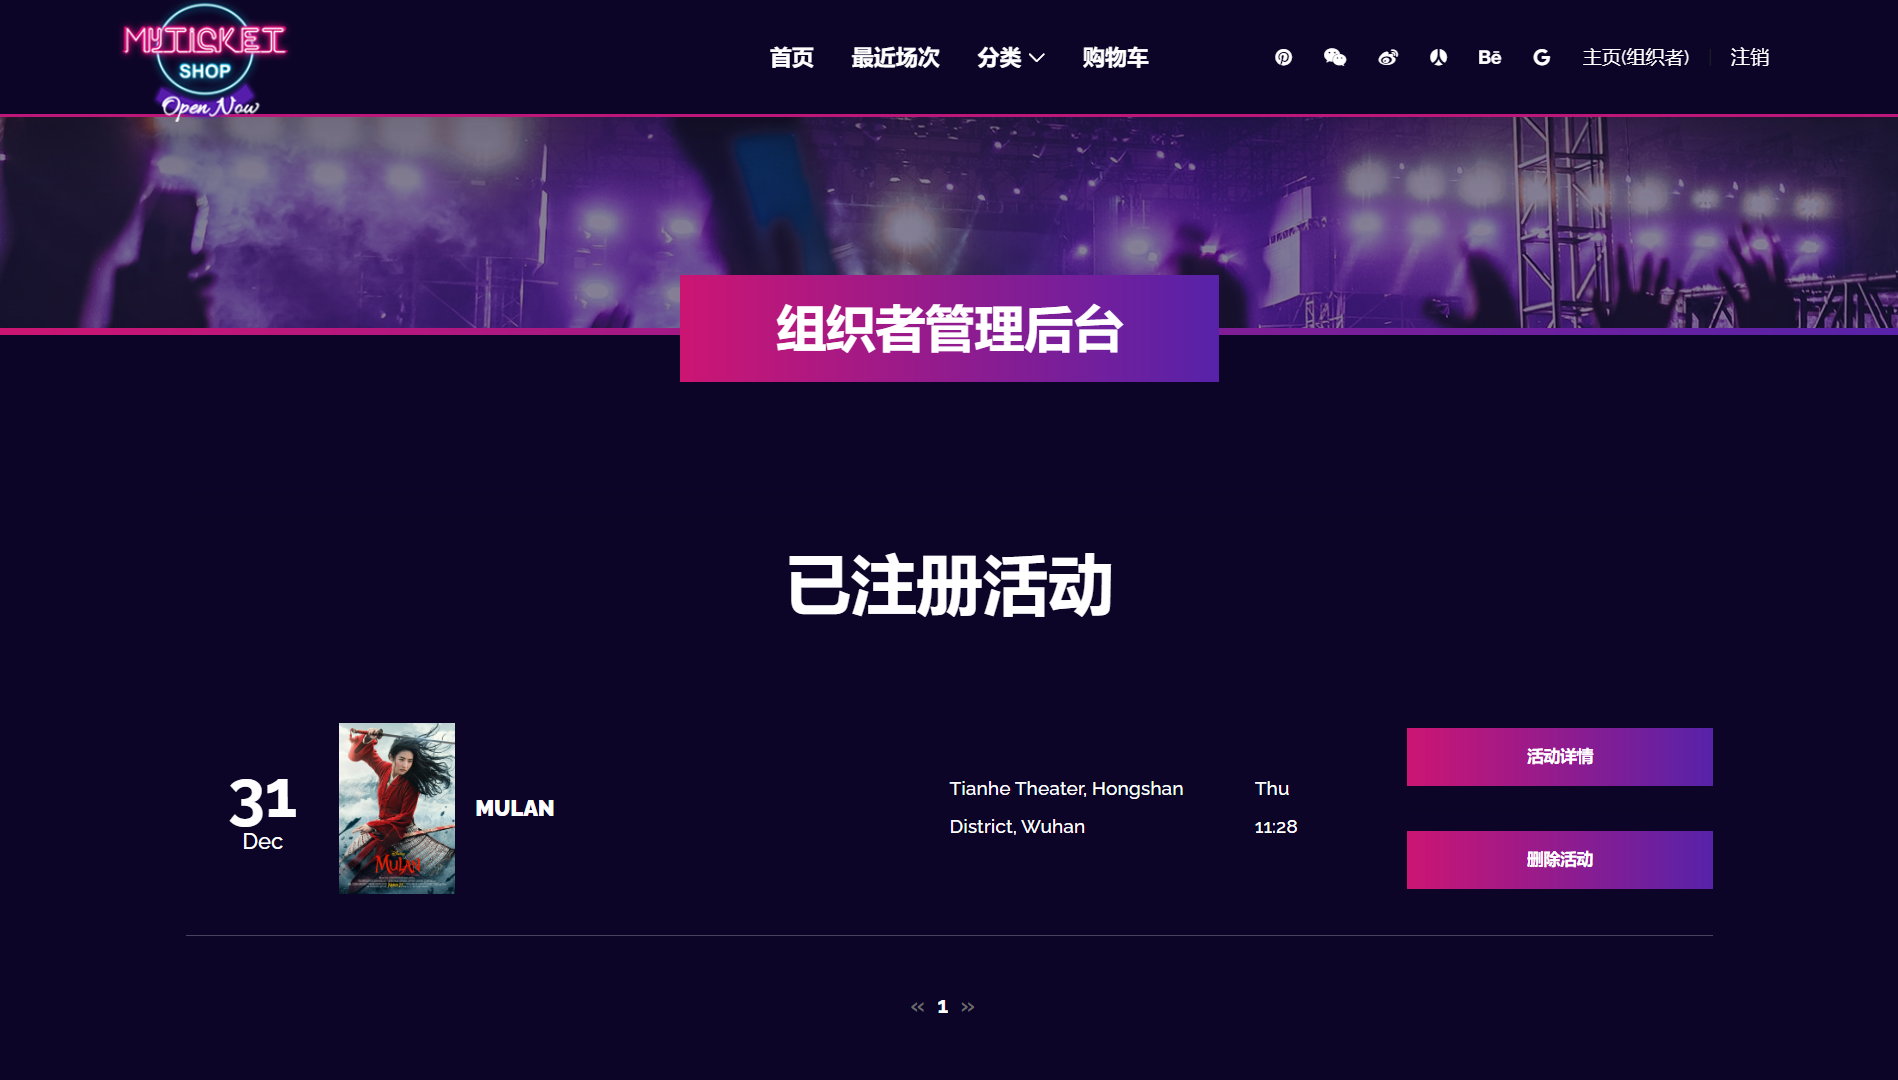 MYTICKET
SHOP
Open Now
首页
最近场次
分类
购物车
Bē
G
主页(组织者)
注销
组织者管理后台
已注册活动
31
Dec
MULAN
MULAN
Tianhe Theater, Hongshan
District, Wuhan
Thu
11:28
活动详情
删除活动
« 1 »